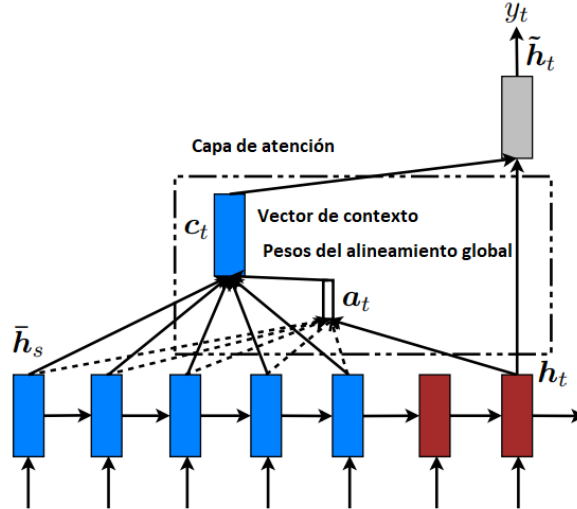 y_t
h̃_t
Capa de atención
c_t
Vector de contexto
Pesos del alineamiento global
a_t
h̄_s
h_t